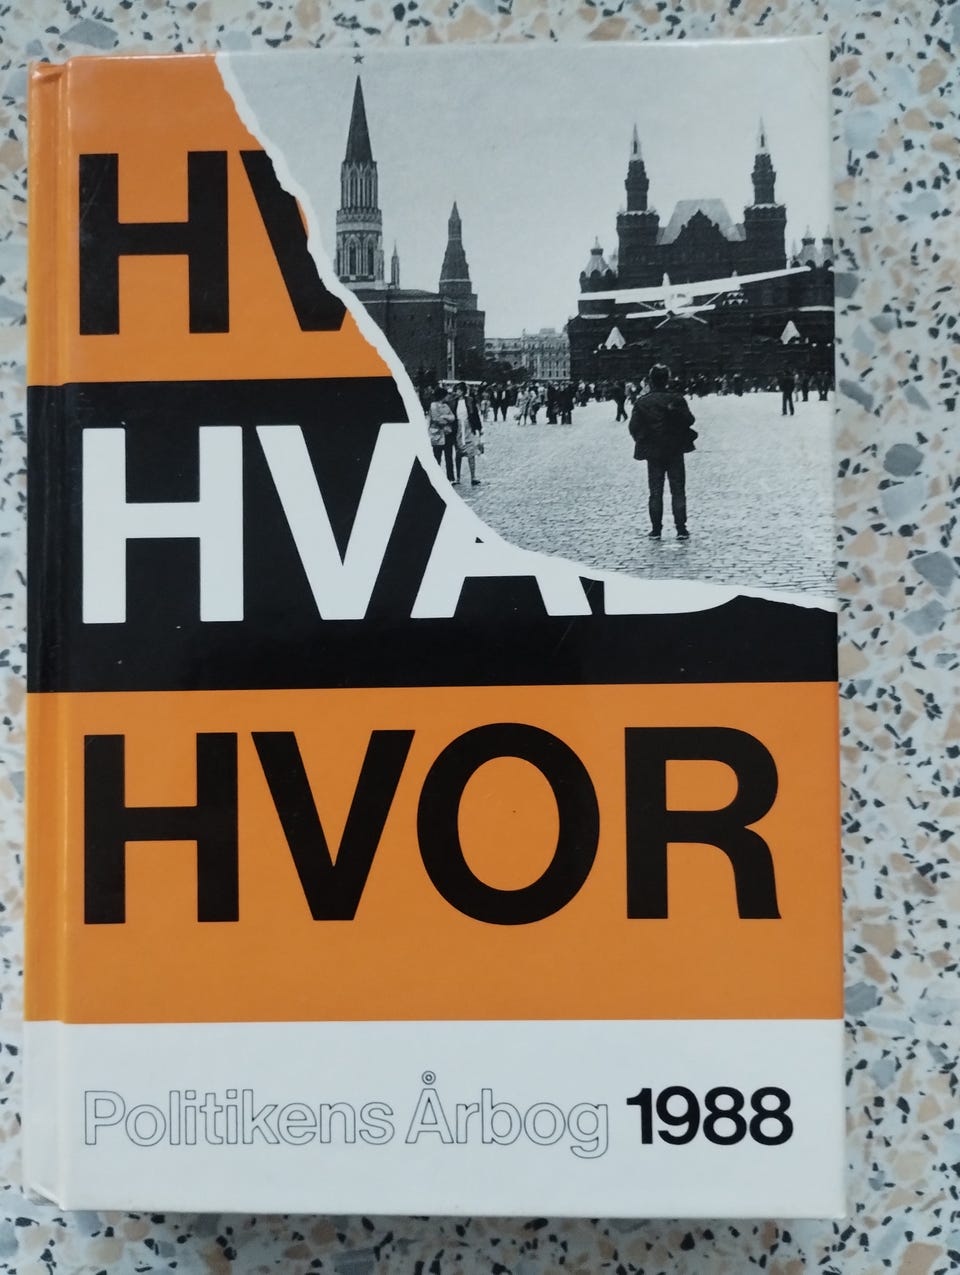 HV
HVA
HVOR
Politikens Årbog 1988